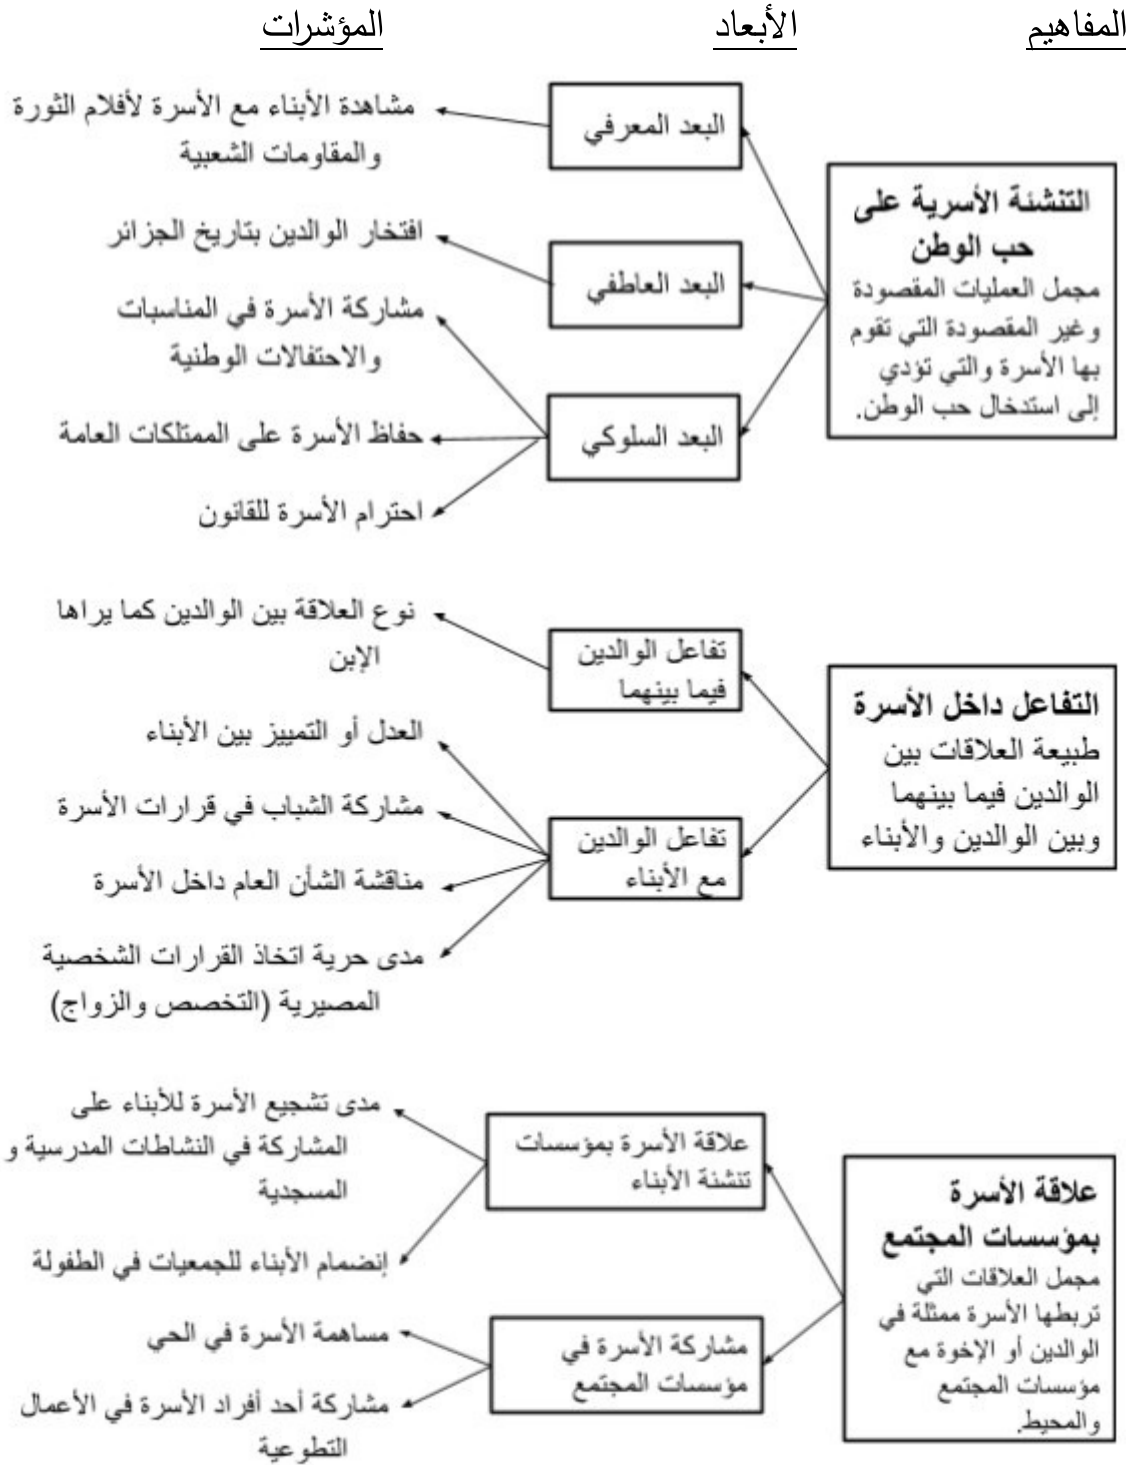 المفاهيم
الأبعاد
المؤشرات
التنشئة الأسرية على
حب الوطن
مجمل العمليات المقصودة
وغير المقصودة التي تقوم
بها الأسرة والتي تؤدي
إلى استدخال حب الوطن.
البعد المعرفي
مشاهدة الأبناء مع الأسرة لأفلام الثورة
والمقاومات الشعبية
البعد العاطفي
افتخار الوالدين بتاريخ الجزائر
البعد السلوكي
مشاركة الأسرة في المناسبات
والاحتفالات الوطنية
حفاظ الأسرة على الممتلكات العامة
احترام الأسرة للقانون
التفاعل داخل الأسرة
طبيعة العلاقات بين
الوالدين فيما بينهما
وبين الوالدين والأبناء
تفاعل الوالدين
فيما بينهما
نوع العلاقة بين الوالدين كما يراها
الإبن
تفاعل الوالدين
مع الأبناء
العدل أو التمييز بين الأبناء
مشاركة الشباب في قرارات الأسرة
مناقشة الشأن العام داخل الأسرة
مدى حرية اتخاذ القرارات الشخصية
المصيرية (التخصص والزواج)
علاقة الأسرة
بمؤسسات المجتمع
مجمل العلاقات التي
تربطها الأسرة ممثلة في
الوالدين أو الإخوة مع
مؤسسات المجتمع
والمحيط.
علاقة الأسرة بمؤسسات
تنشئة الأبناء
مدى تشجيع الأسرة للأبناء على
المشاركة في النشاطات المدرسية و
المسجدية
إنضمام الأبناء للجمعيات في الطفولة
مشاركة الأسرة في
مؤسسات المجتمع
مساهمة الأسرة في الحي
مشاركة أحد أفراد الأسرة في الأعمال
التطوعية